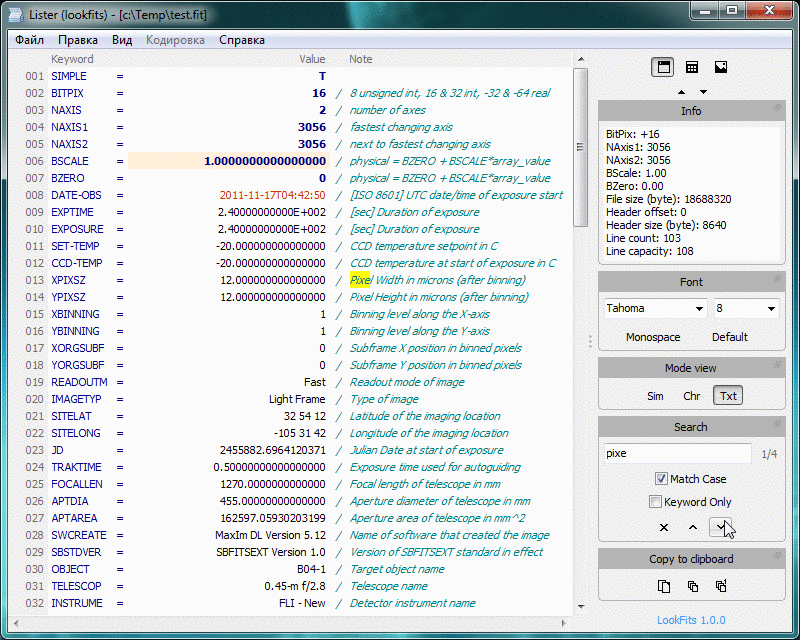 Lister (lookfits) - [c:\Temp\test.fit]
Файл Правка Вид Кодировка Справка
Keyword Value Note
001 SIMPLE = T
002 BITPIX = 16 / 8 unsigned int, 16 & 32 int, -32 & -64 real
003 NAXIS = 2 / number of axes
004 NAXIS1 = 3056 / fastest changing axis
005 NAXIS2 = 3056 / next to fastest changing axis
006 BSCALE = 1.0000000000000000 / physical = BZERO + BSCALE*array_value
007 BZERO = 0 / physical = BZERO + BSCALE*array_value
008 DATE-OBS = 2011-11-17T04:42:50 / [ISO 8601] UTC date/time of exposure start
009 EXPTIME = 2.40000000000E+002 / [sec] Duration of exposure
010 EXPOSURE = 2.40000000000E+002 / [sec] Duration of exposure
011 SET-TEMP = -20.000000000000000 / CCD temperature setpoint in C
012 CCD-TEMP = -20.000000000000000 / CCD temperature at start of exposure in C
013 XPIXSZ = 12.000000000000000 / Pixel Width in microns (after binning)
014 YPIXSZ = 12.000000000000000 / Pixel Height in microns (after binning)
015 XBINNING = 1 / Binning level along the X-axis
016 YBINNING = 1 / Binning level along the Y-axis
017 XORGSUBF = 0 / Subframe X position in binned pixels
018 YORGSUBF = 0 / Subframe Y position in binned pixels
019 READOUTM = Fast / Readout mode of image
020 IMAGETYP = Light Frame / Type of image
021 SITELAT = 32 54 12 / Latitude of the imaging location
022 SITELONG = -105 31 42 / Longitude of the imaging location
023 JD = 2455882.6964120371 / Julian Date at start of exposure
024 TRAKTIME = 0.50000000000000000 / Exposure time used for autoguiding
025 FOCALLEN = 1270.0000000000000 / Focal length of telescope in mm
026 APTDIA = 455.00000000000000 / Aperture diameter of telescope in mm
027 APTAREA = 162597.05930203199 / Aperture area of telescope in mm^2
028 SWCREATE = MaxIm DL Version 5.12 / Name of software that created the image
029 SBSTDVER = SBFITSEXT Version 1.0 / Version of SBFITSEXT standard in effect
030 OBJECT = B04-1 / Target object name
031 TELESCOP = 0.45-m f/2.8 / Telescope name
032 INSTRUME = FLI - New / Detector instrument name
Info
BitPix: +16
NAxis1: 3056
NAxis2: 3056
BScale: 1.00
BZero: 0.00
File size (byte): 18688320
Header offset: 0
Header size (byte): 8640
Line count: 103
Line capacity: 108
Font
Tahoma 8
Monospace Default
Mode view
Sim Chr Txt
Search
pixe 1/4
Match Case
Keyword Only
Copy to clipboard
LookFits 1.0.0